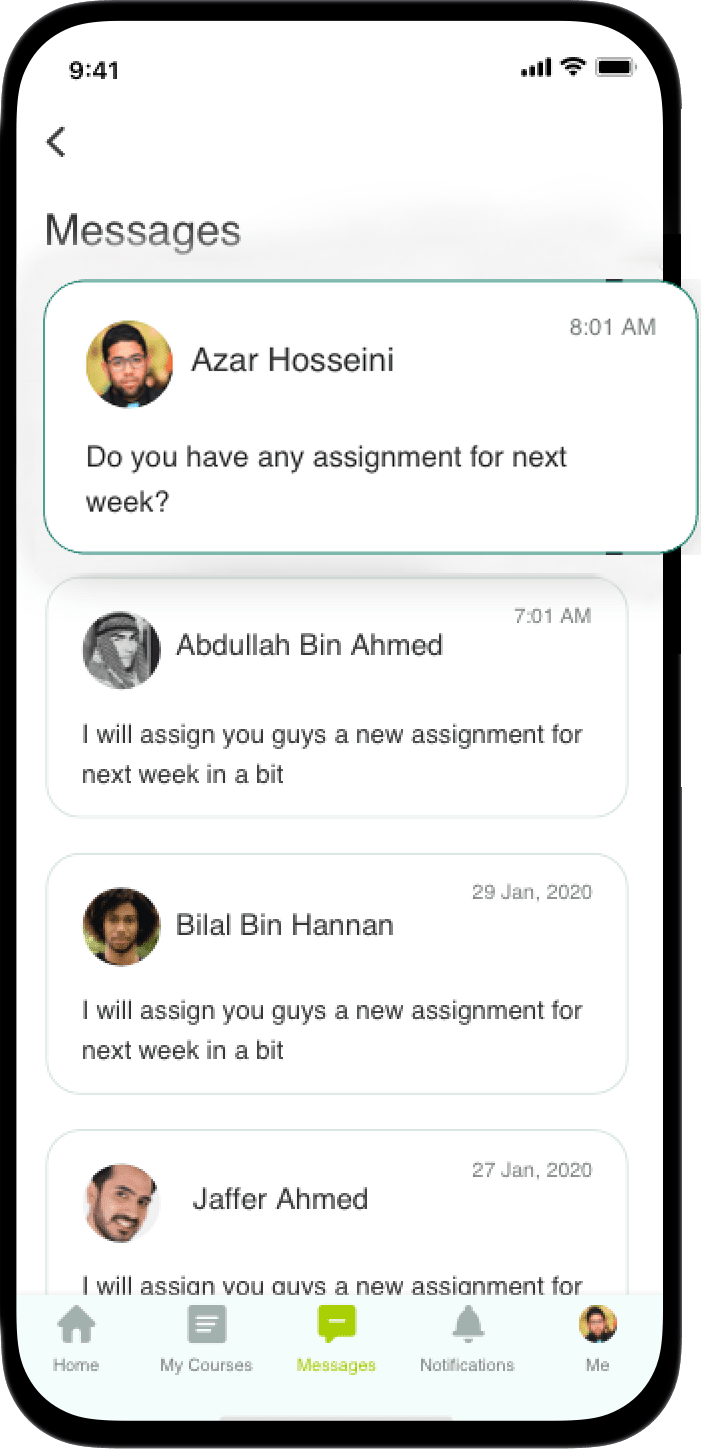 9:41
Messages
8:01 AM
Azar Hosseini
Do you have any assignment for next
week?
7:01 AM
Abdullah Bin Ahmed
I will assign you guys a new assignment for
next week in a bit
29 Jan, 2020
Bilal Bin Hannan
I will assign you guys a new assignment for
next week in a bit
27 Jan, 2020
Jaffer Ahmed
I will assign you guys a new assignment for
Home
My Courses
Messages
Notifications
Me